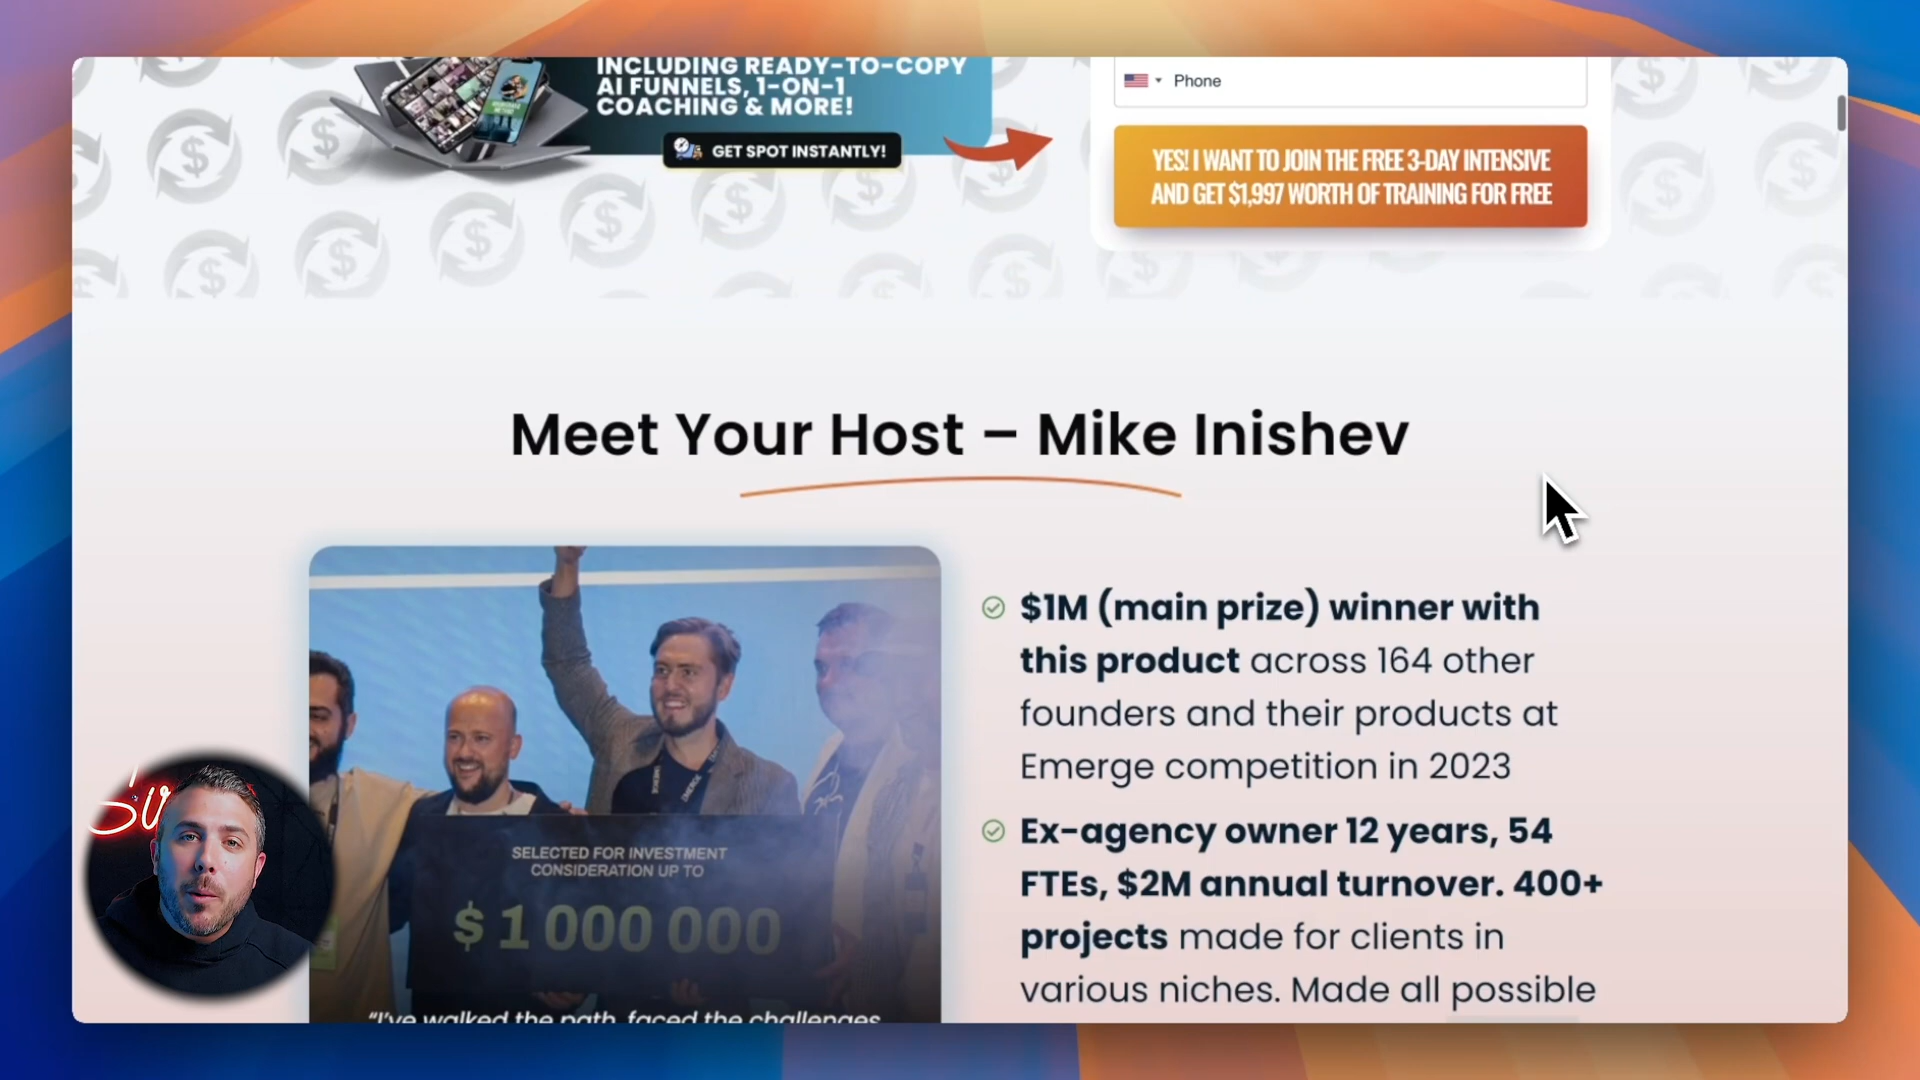 INCLUDING READY-TO-COPY
AI FUNNELS, 1-ON-1
COACHING & MORE!
GET SPOT INSTANTLY!
Phone
YES! I WANT TO JOIN THE FREE 3-DAY INTENSIVE
AND GET $1,997 WORTH OF TRAINING FOR FREE
Meet Your Host – Mike Inishev
$1M (main prize) winner with
this product across 164 other
founders and their products at
Emerge competition in 2023
Ex-agency owner 12 years, 54
FTEs, $2M annual turnover. 400+
projects made for clients in
various niches. Made all possible
SELECTED FOR INVESTMENT
CONSIDERATION UP TO
$ 1 000 000
“I’ve walked the path, faced the challenges